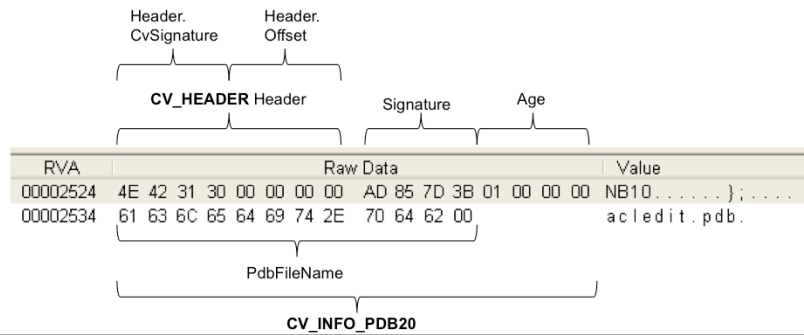 Header. Header.
CvSignature Offset
CV_HEADER Header
Signature Age
RVA Raw Data Value
00002524 4E 42 31 30 00 00 00 00 AD 85 7D 3B 01 00 00 00 NB10......};....
00002534 61 63 6C 65 64 69 74 2E 70 64 62 00 acledit.pdb.
PdbFileName
CV_INFO_PDB20